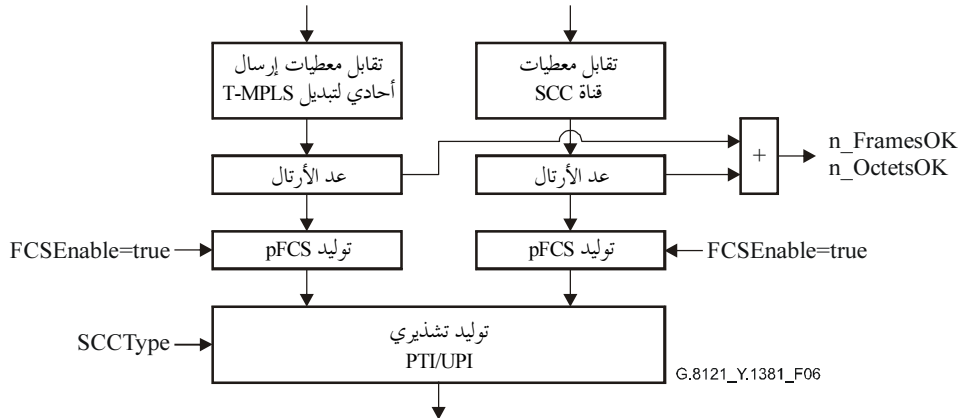 تقابل معطيات إرسال
أحادي لتبديل T-MPLS
تقابل معطيات
قناة SCC
n_FramesOK
n_OctetsOK
+
عد الأرتال
عد الأرتال
FCSEnable=true
توليد pFCS
توليد pFCS
FCSEnable=true
SCCType
توليد تشذيري
PTI/UPI
G.8121_Y.1381_F06